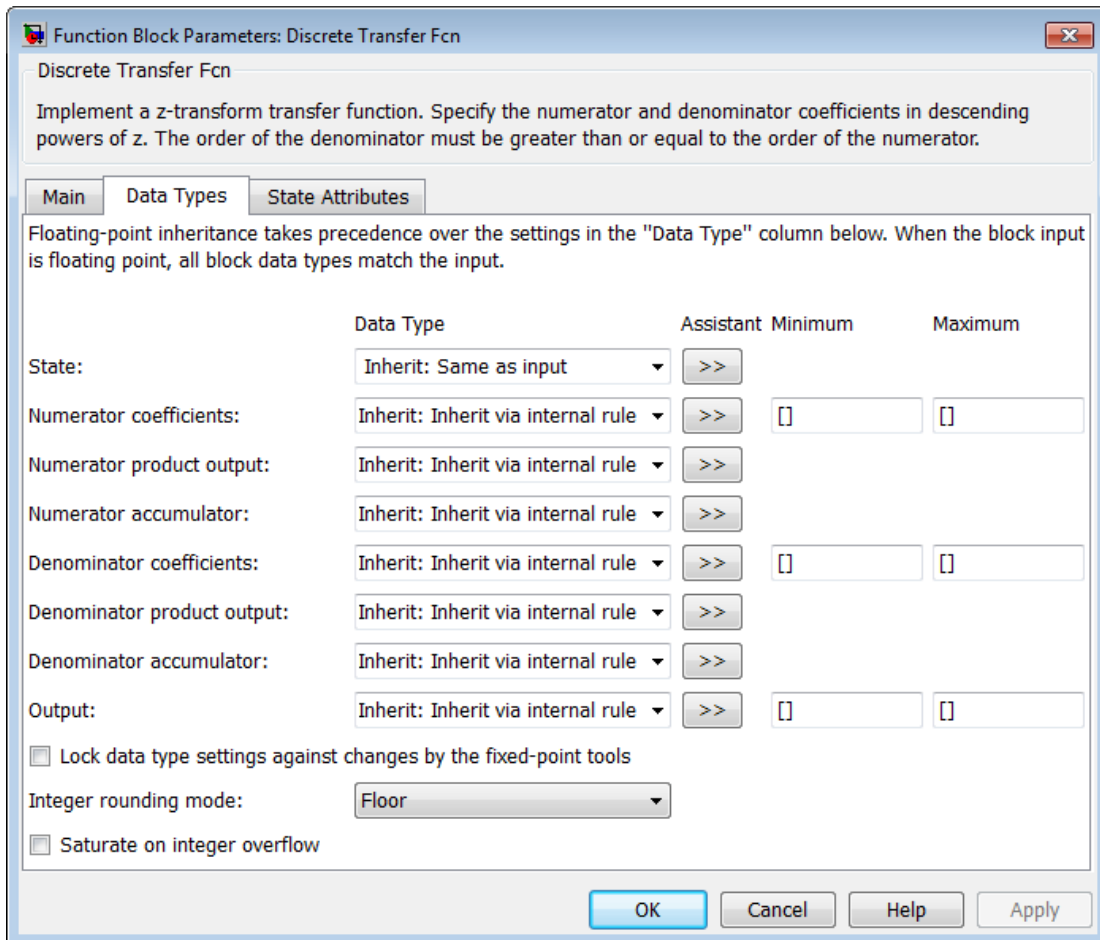 Function Block Parameters: Discrete Transfer Fcn
Discrete Transfer Fcn
Implement a z-transform transfer function. Specify the numerator and denominator coefficients in descending
powers of z. The order of the denominator must be greater than or equal to the order of the numerator.
Main Data Types State Attributes
Floating-point inheritance takes precedence over the settings in the "Data Type" column below. When the block input
is floating point, all block data types match the input.
Data Type Assistant Minimum Maximum
State: Inherit: Same as input >>
Numerator coefficients: Inherit: Inherit via internal rule >> [] []
Numerator product output: Inherit: Inherit via internal rule >>
Numerator accumulator: Inherit: Inherit via internal rule >>
Denominator coefficients: Inherit: Inherit via internal rule >> [] []
Denominator product output: Inherit: Inherit via internal rule >>
Denominator accumulator: Inherit: Inherit via internal rule >>
Output: Inherit: Inherit via internal rule >> [] []
Lock data type settings against changes by the fixed-point tools
Integer rounding mode: Floor
Saturate on integer overflow
OK Cancel Help Apply